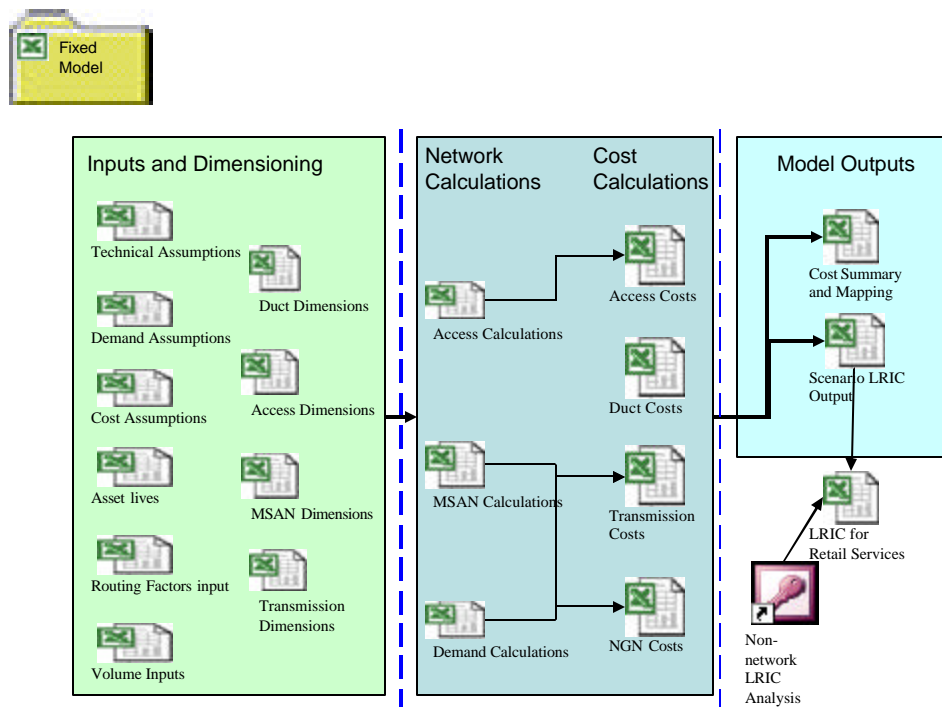 Fixed
Model
Inputs and Dimensioning
Technical Assumptions
Duct Dimensions
Demand Assumptions
Access Dimensions
Cost Assumptions
Asset lives
MSAN Dimensions
Routing Factors input
Transmission
Dimensions
Volume Inputs
Network
Calculations
Cost
Calculations
Access Calculations
Access Costs
Duct Costs
MSAN Calculations
Transmission
Costs
Demand Calculations
NGN Costs
Model Outputs
Cost Summary
and Mapping
Scenario LRIC
Output
LRIC for
Retail Services
Non-
network
LRIC
Analysis